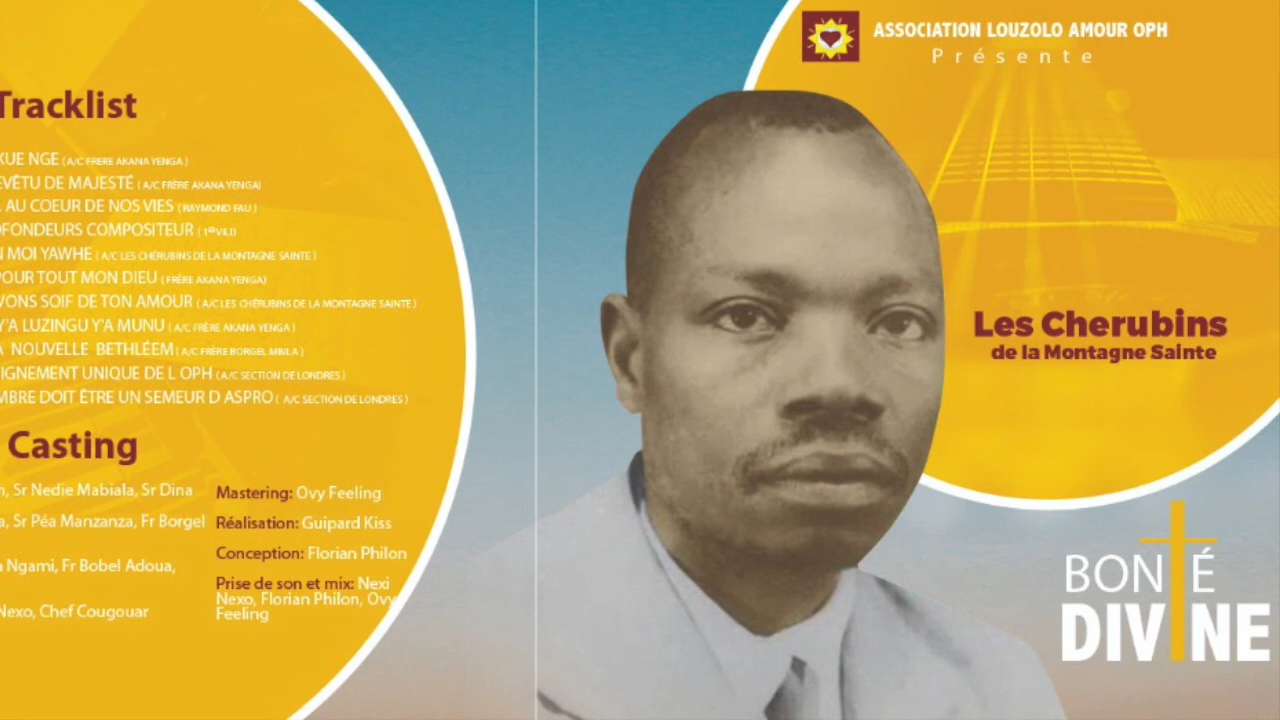 Tracklist
KUE NGE ( A/C FRERE AKANA YENGA )
EVÊTU DE MAJESTÉ ( A/C FRÈRE AKANA YENGA)
AU COEUR DE NOS VIES ( RAYMOND FAU )
OFONDEURS COMPOSITEUR
MOI YAWHE ( A/C LES CHÉRUBINS DE LA MONTAGNE SAINTE )
POUR TOUT MON DIEU ( FRÈRE AKANA YENGA)
VONS SOIF DE TON AMOUR ( A/C LES CHÉRUBINS DE LA MONTAGNE SAINTE )
Y'A LUZINGU Y'A MUNU ( A/C FRÈRE AKANA YENGA )
A NOUVELLE BETHLÉEM ( A/C FRÈRE BORGEL MBILA )
IGNEMENT UNIQUE DE L OPH ( A/C SECTION DE LONDRES )
MBRE DOIT ÊTRE UN SEMEUR D ASPRO ( A/C SECTION DE LONDRES )
Casting
n, Sr Nedie Mabiala, Sr Dina
a, Sr Péa Manzanza, Fr Borgel
Ngami, Fr Bobel Adoua,
Nexo, Chef Cougouar
Mastering: Ovy Feeling
Réalisation: Guipard Kiss
Conception: Florian Philon
Prise de son et mix: Nexi
Nexo, Florian Philon, Ovy
Feeling
ASSOCIATION LOUZOLO AMOUR OPH
Présente
Les Cherubins
de la Montagne Sainte
BONTÉ
DIVINE